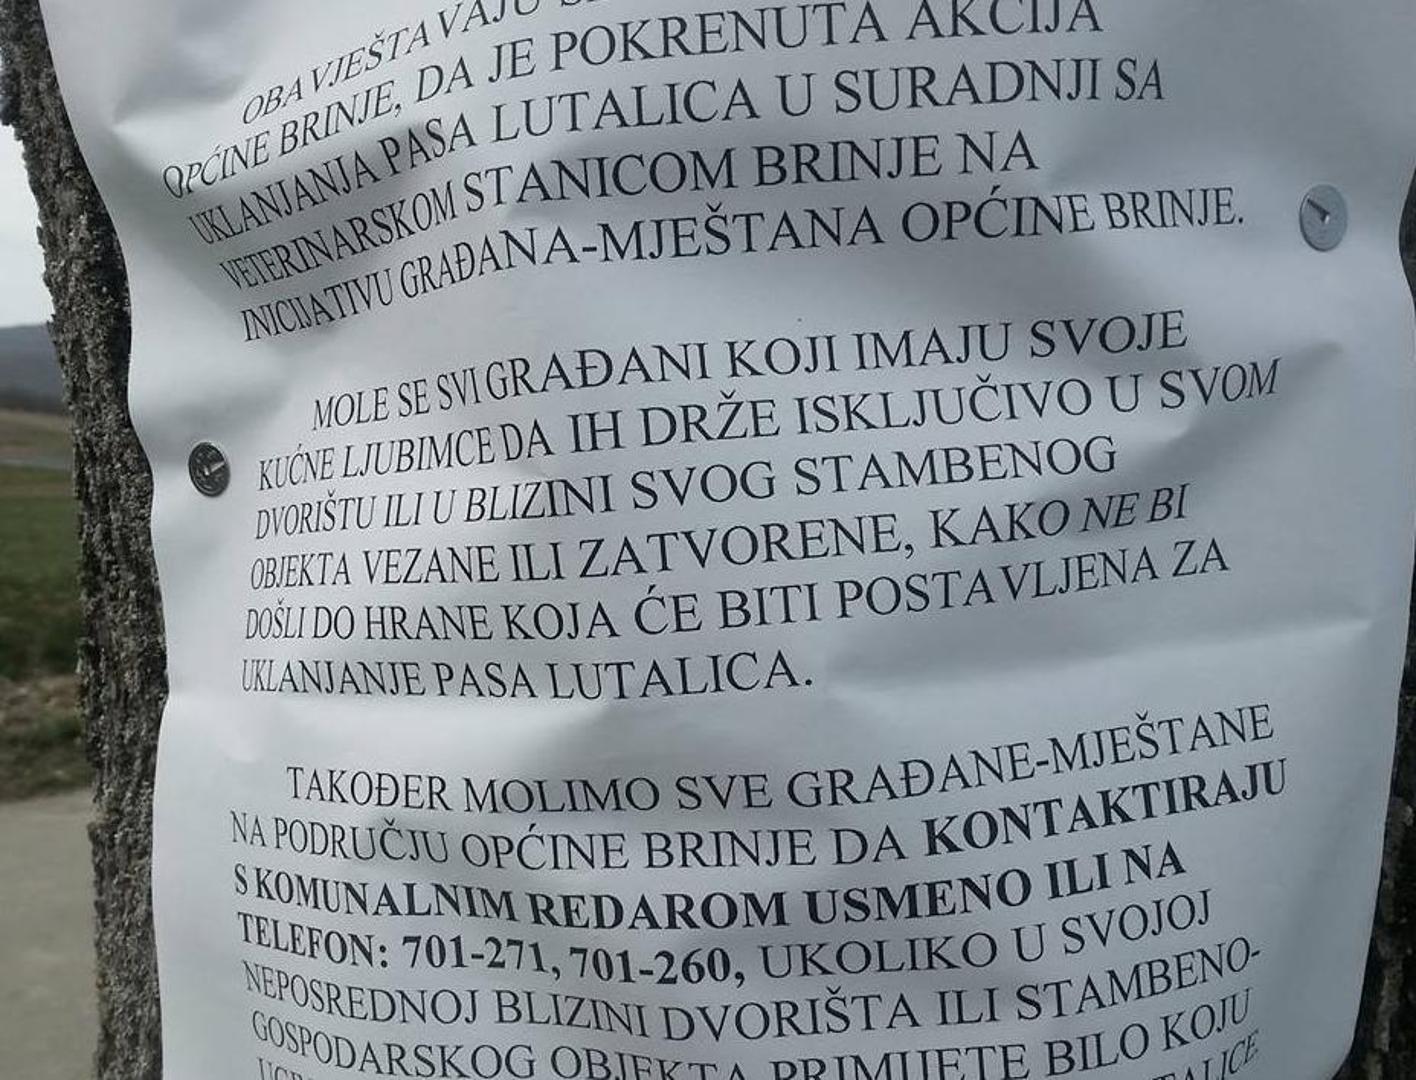 OBAVJEŠTAVAJU
OPĆINE BRINJE, DA JE POKRENUTA AKCIJA
UKLANJANJA PASA LUTALICA U SURADNJI SA
VETERINARSKOM STANICOM BRINJE NA
INICIJATIVU GRAĐANA-MJEŠTANA OPĆINE BRINJE.
MOLE SE SVI GRAĐANI KOJI IMAJU SVOJE
KUĆNE LJUBIMCE DA IH DRŽE ISKLJUČIVO U SVOM
DVORIŠTU ILI U BLIZINI SVOG STAMBENOG
OBJEKTA VEZANE ILI ZATVORENE, KAKO NE BI
DOŠLI DO HRANE KOJA ĆE BITI POSTAVLJENA ZA
UKLANJANJE PASA LUTALICA.
TAKOĐER MOLIMO SVE GRAĐANE-MJEŠTANE
NA PODRUČJU OPĆINE BRINJE DA KONTAKTIRAJU
S KOMUNALNIM REDAROM USMENO ILI NA
TELEFON: 701-271, 701-260, UKOLIKO U SVOJOJ
NEPOSREDNOJ BLIZINI DVORIŠTA ILI STAMBENO-
GOSPODARSKOG OBJEKTA PRIMIJETE BILO KOJU